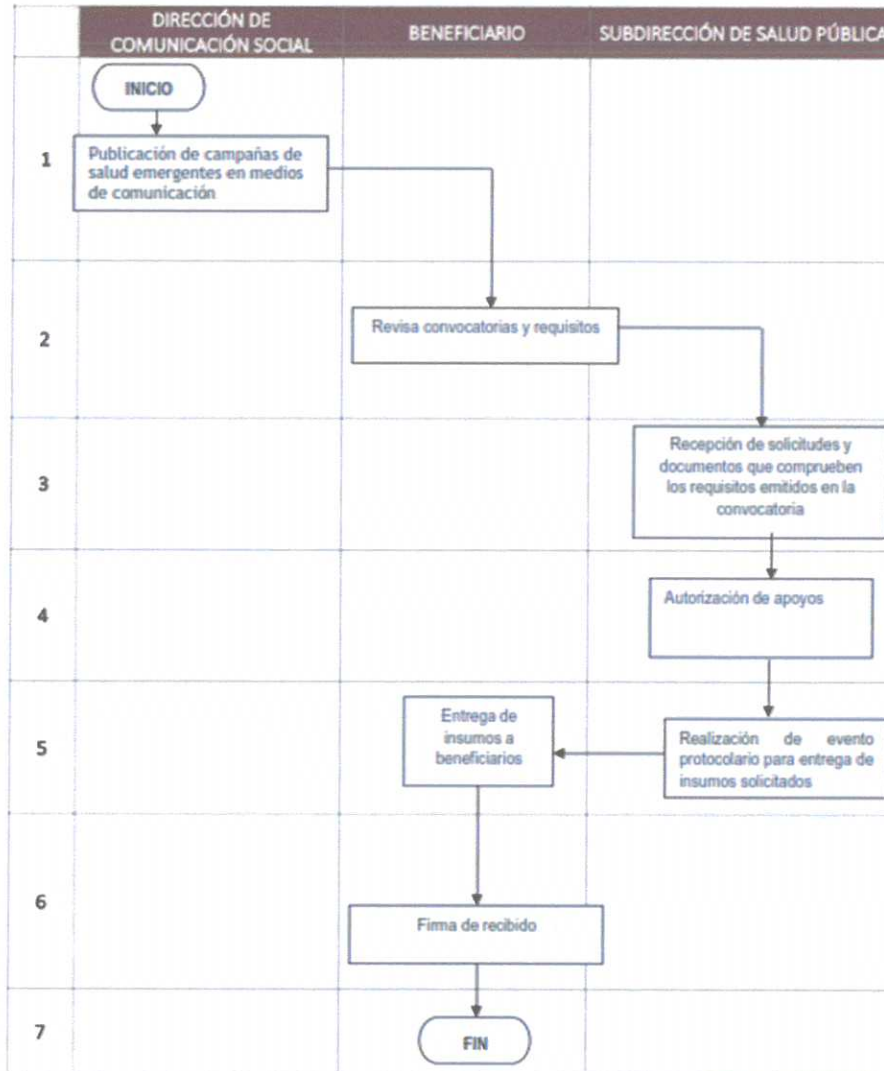 DIRECCIÓN DE
COMUNICACIÓN SOCIAL
BENEFICIARIO
SUBDIRECCIÓN DE SALUD PÚBLICA
INICIO
1
Publicación de campañas de
salud emergentes en medios
de comunicación
2
Revisa convocatorias y requisitos
3
Recepción de solicitudes y
documentos que comprueben
los requisitos emitidos en la
convocatoria
4
Autorización de apoyos
5
Entrega de
insumos a
beneficiarios
Realización de evento
protocolario para entrega de
insumos solicitados
6
Firma de recibido
7
FIN